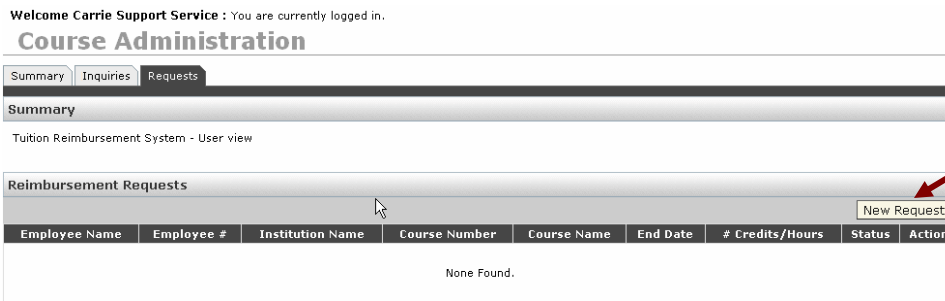 Welcome Carrie Support Service : You are currently logged in.
Course Administration
Summary Inquiries Requests
Summary
Tuition Reimbursement System - User view
Reimbursement Requests
New Request
Employee Name Employee # Institution Name Course Number Course Name End Date # Credits/Hours Status Action
None Found.